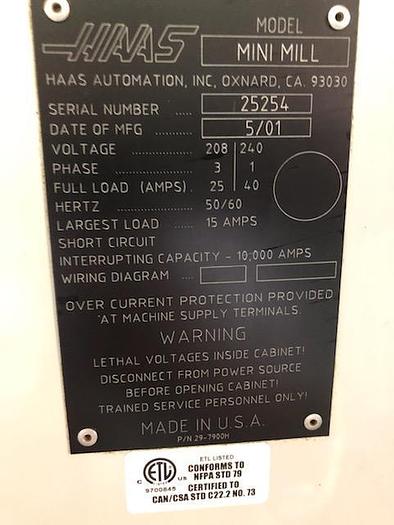 HAAS
MODEL
MINI MILL
HAAS AUTOMATION, INC, OXNARD, CA. 93030
SERIAL NUMBER ..... 25254
DATE OF MFG ..... 5/01
VOLTAGE .................. 208 240
PHASE ...................... 3 1
FULL LOAD (AMPS). 25 40
HERTZ ...................... 50/60
LARGEST LOAD ...... 15 AMPS
SHORT CIRCUIT
INTERRUPTING CAPACITY - 10,000 AMPS
WIRING DIAGRAM ......
OVER CURRENT PROTECTION PROVIDED
AT MACHINE SUPPLY TERMINALS.
WARNING
LETHAL VOLTAGES INSIDE CABINET!
DISCONNECT FROM POWER SOURCE
BEFORE OPENING CABINET!
TRAINED SERVICE PERSONNEL ONLY!
MADE IN U.S.A.
P/N 29-7900H
ETL LISTED
CONFORMS TO
NFPA STD 79
CERTIFIED TO
CAN/CSA STD C22.2 NO. 73
C ETL US
9700845